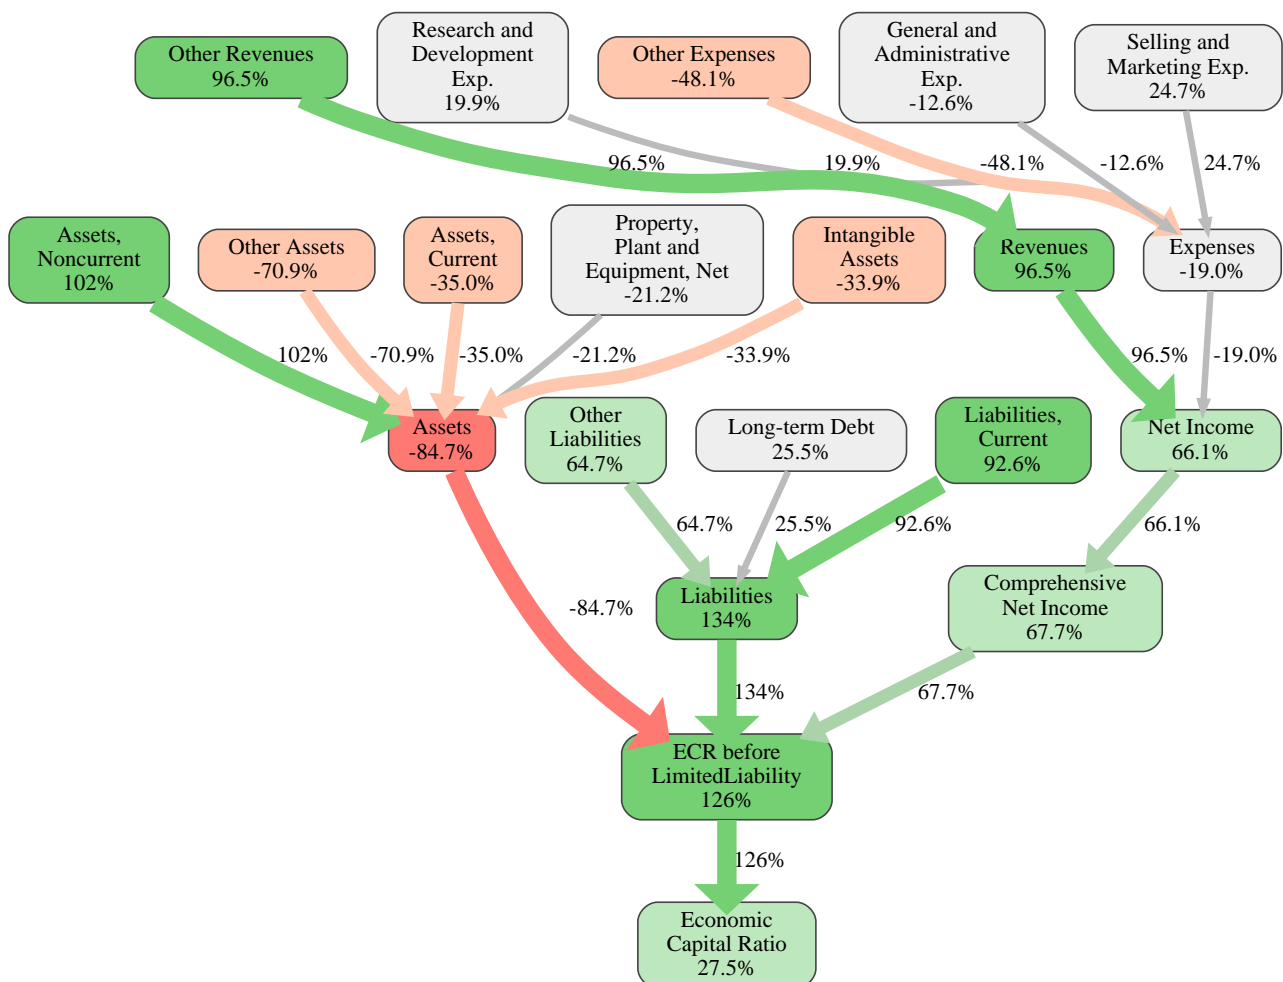 Other Revenues
96.5%
Research and
Development
Exp.
19.9%
Other Expenses
-48.1%
General and
Administrative
Exp.
-12.6%
Selling and
Marketing Exp.
24.7%
96.5%
19.9%
-48.1%
-12.6%
24.7%
Assets,
Noncurrent
102%
Other Assets
-70.9%
Assets,
Current
-35.0%
Property,
Plant and
Equipment, Net
-21.2%
Intangible
Assets
-33.9%
Revenues
96.5%
Expenses
-19.0%
102%
-70.9%
-35.0%
-21.2%
-33.9%
96.5%
-19.0%
Assets
-84.7%
Other
Liabilities
64.7%
Long-term Debt
25.5%
Liabilities,
Current
92.6%
Net Income
66.1%
64.7%
25.5%
92.6%
66.1%
-84.7%
Liabilities
134%
Comprehensive
Net Income
67.7%
134%
67.7%
ECR before
LimitedLiability
126%
126%
Economic
Capital Ratio
27.5%